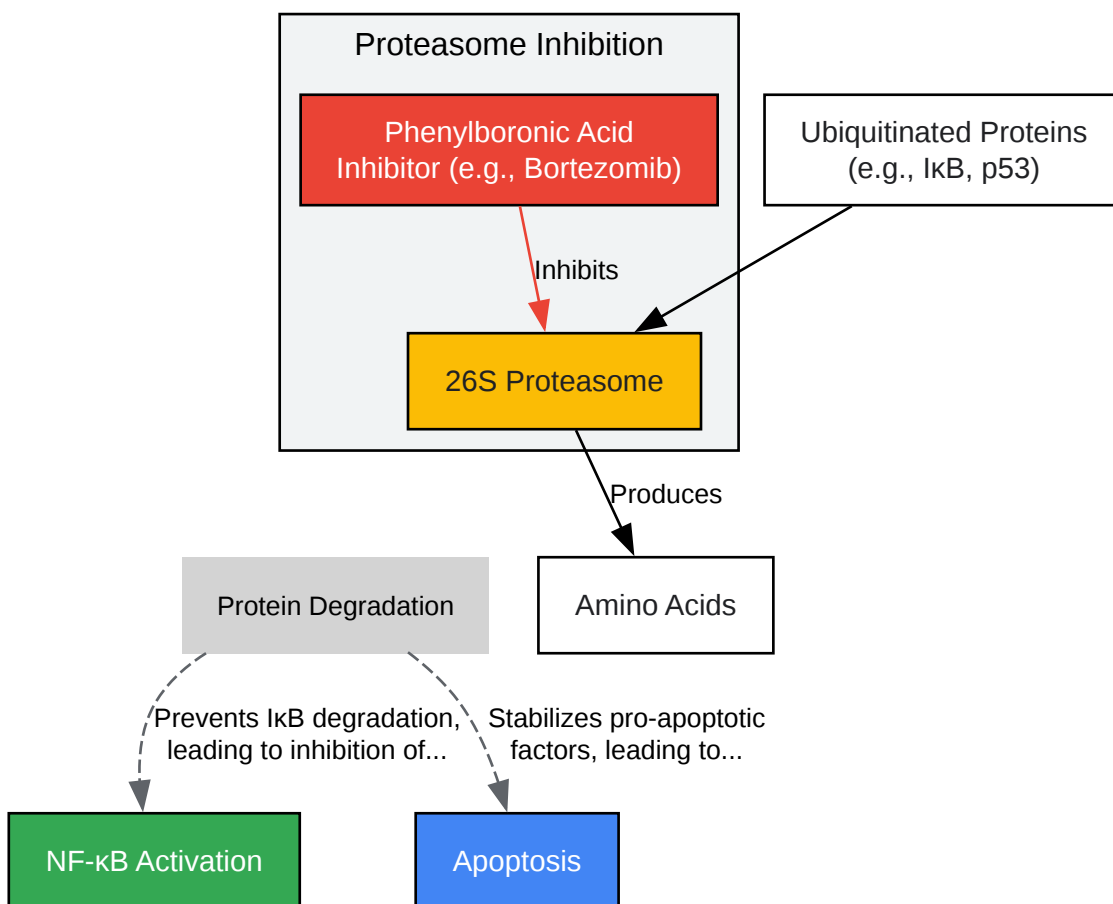 Proteasome Inhibition
Phenylboronic Acid
Inhibitor (e.g., Bortezomib)
Ubiquitinated Proteins
(e.g., IκB, p53)
Inhibits
26S Proteasome
Produces
Protein Degradation
Amino Acids
Prevents IκB degradation,
leading to inhibition of...
Stabilizes pro-apoptotic
factors, leading to...
NF-κB Activation
Apoptosis